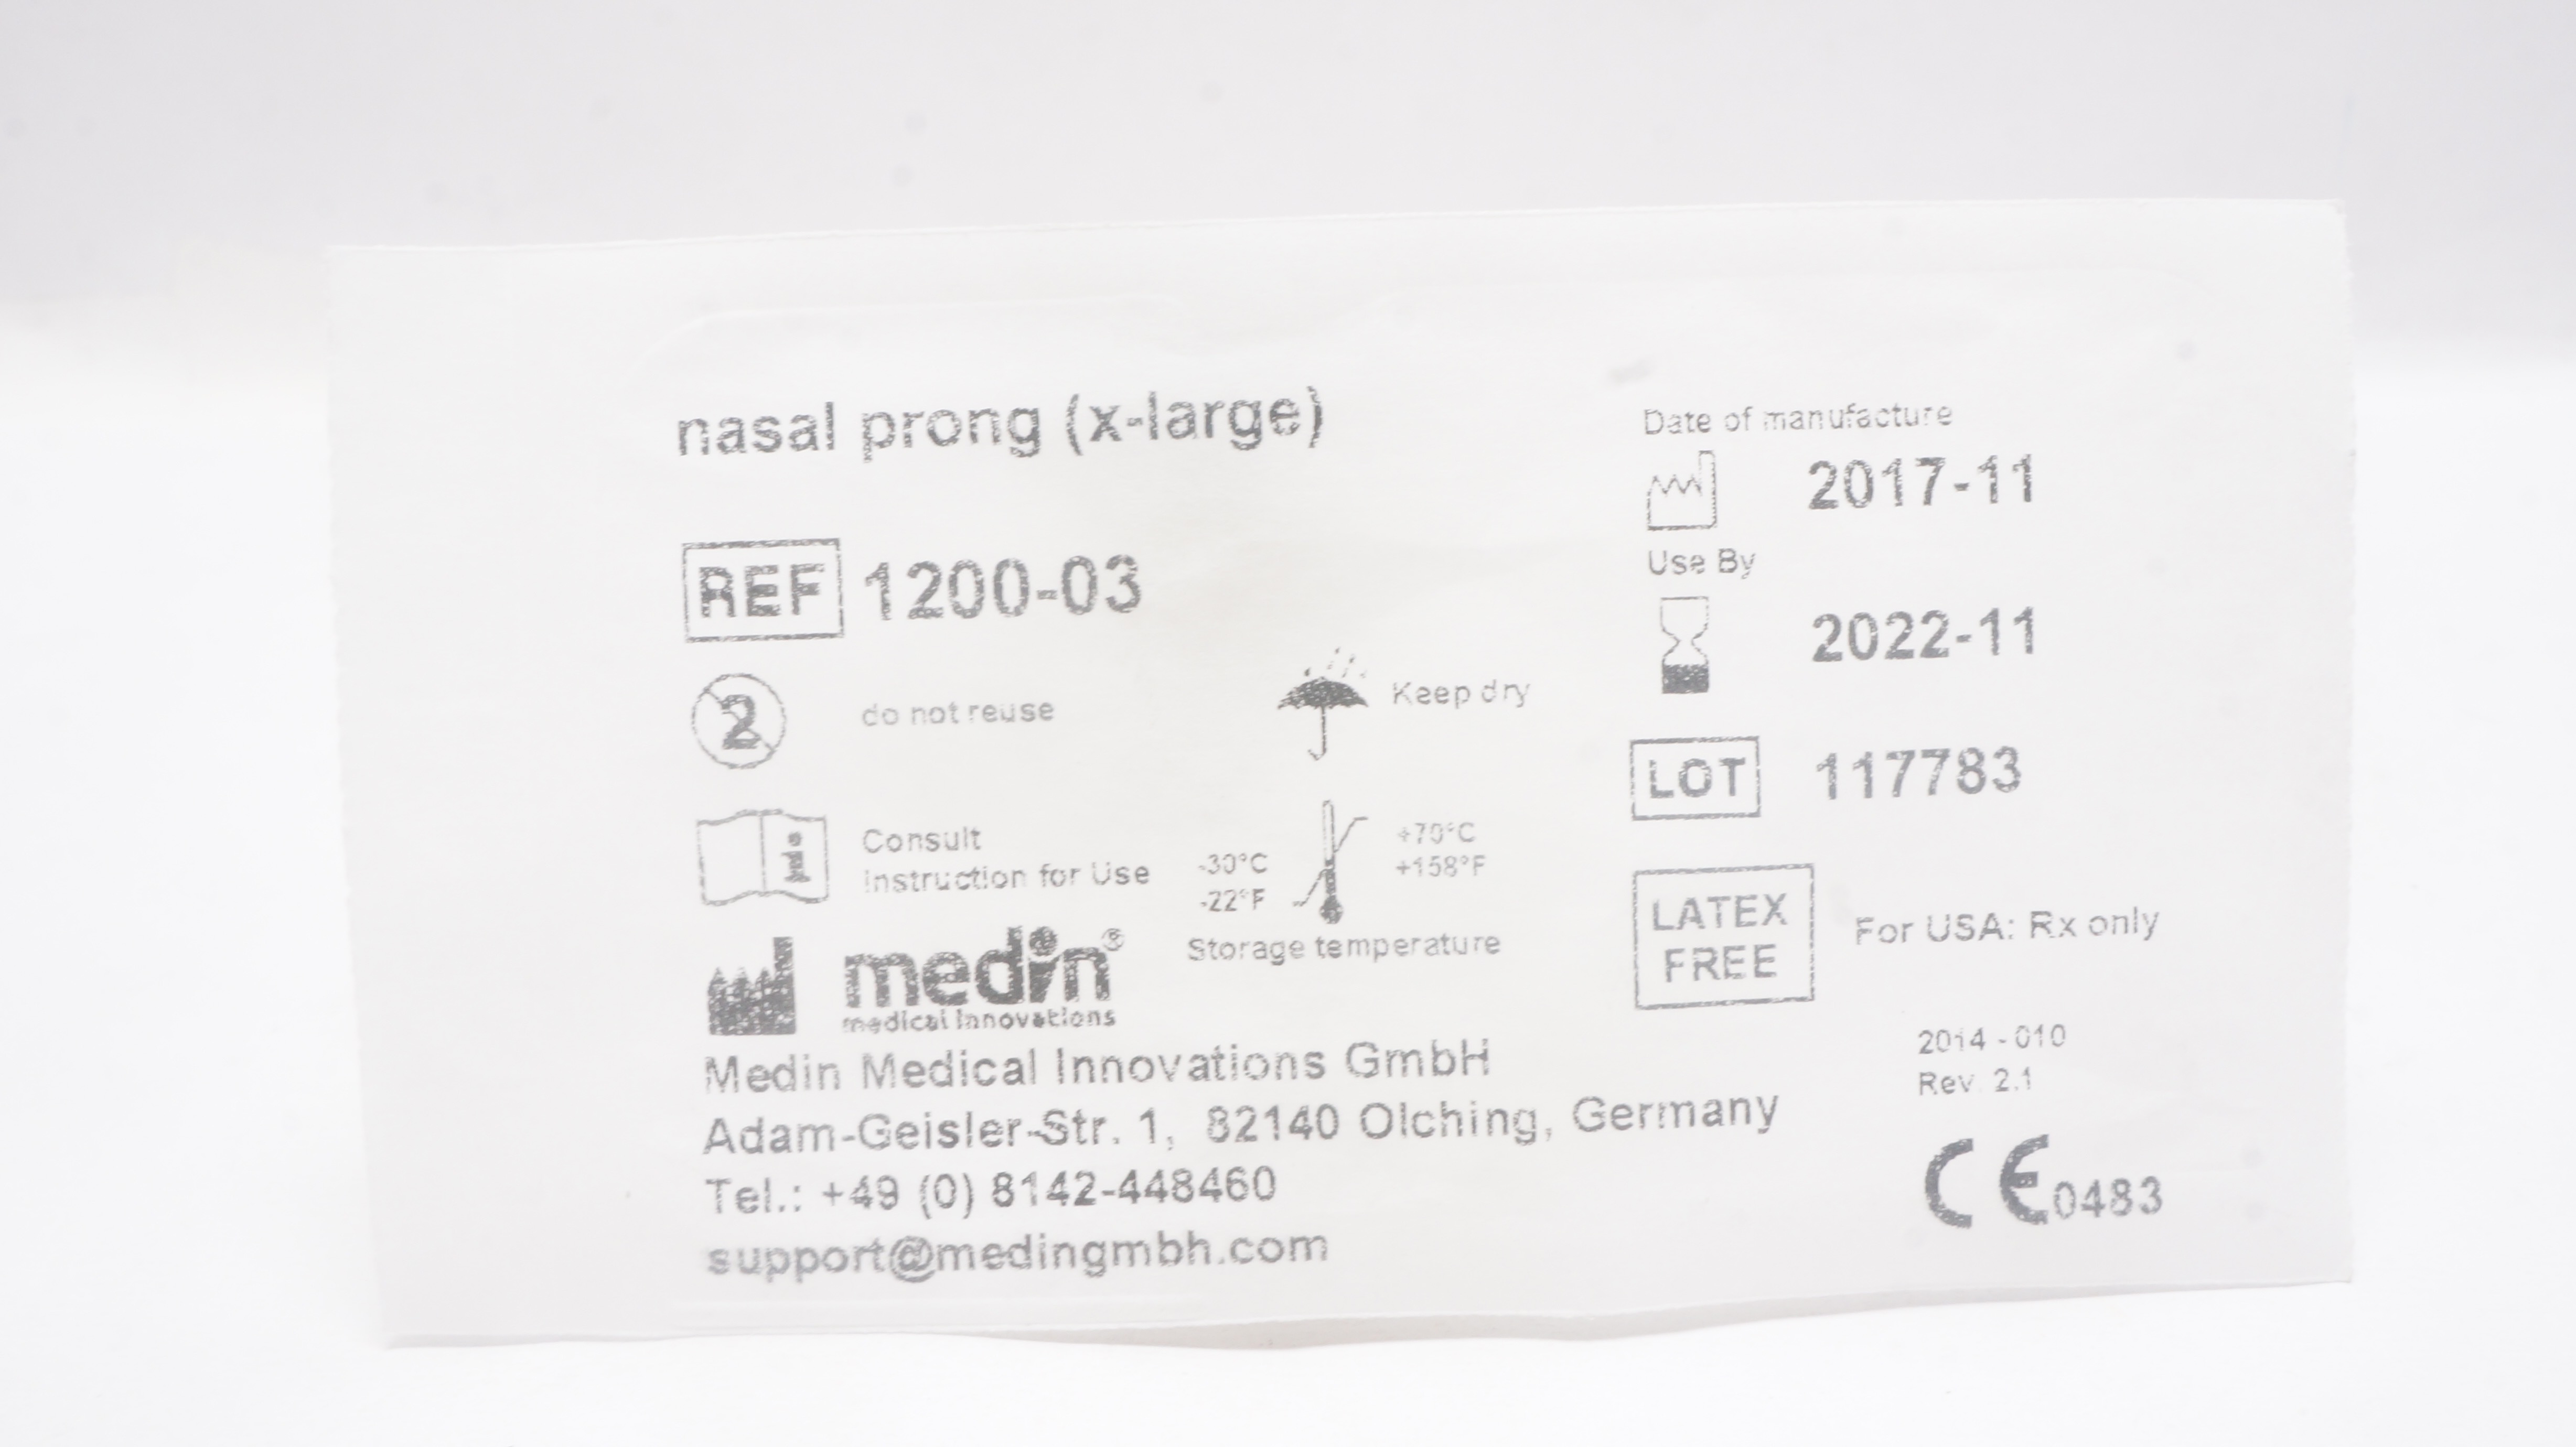 nasal prong (x-large)
REF 1200-03
2 do not reuse
Keep dry
i Consult
Instruction for Use
-30°C
-22°F
+70°C
+158°F
Storage temperature
medin®
medical innovations
Medin Medical Innovations GmbH
Adam-Geisler-Str. 1, 82140 Olching, Germany
Tel.: +49 (0) 8142-448460
support@medingmbh.com
Date of manufacture
2017-11
Use By
2022-11
LOT 117783
LATEX
FREE
For USA: Rx only
2014 - 010
Rev. 2.1
CE 0483